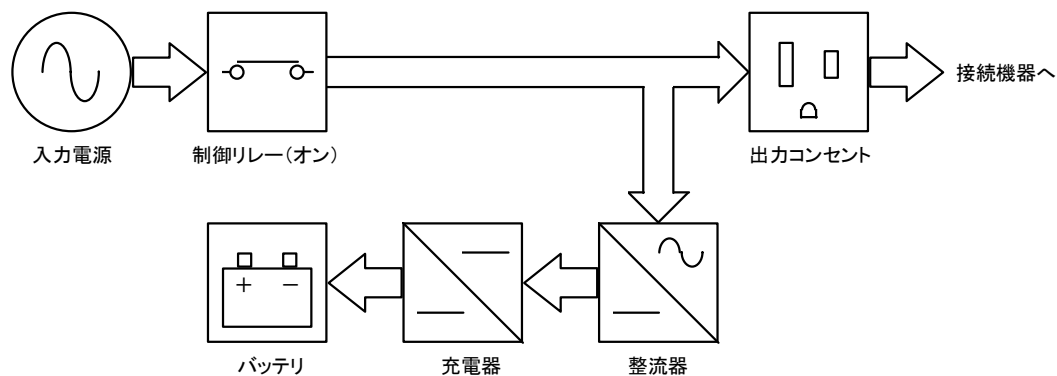 接続機器へ
入力電源
制御リレー(オン)
出力コンセント
+ −
バッテリ
充電器
整流器